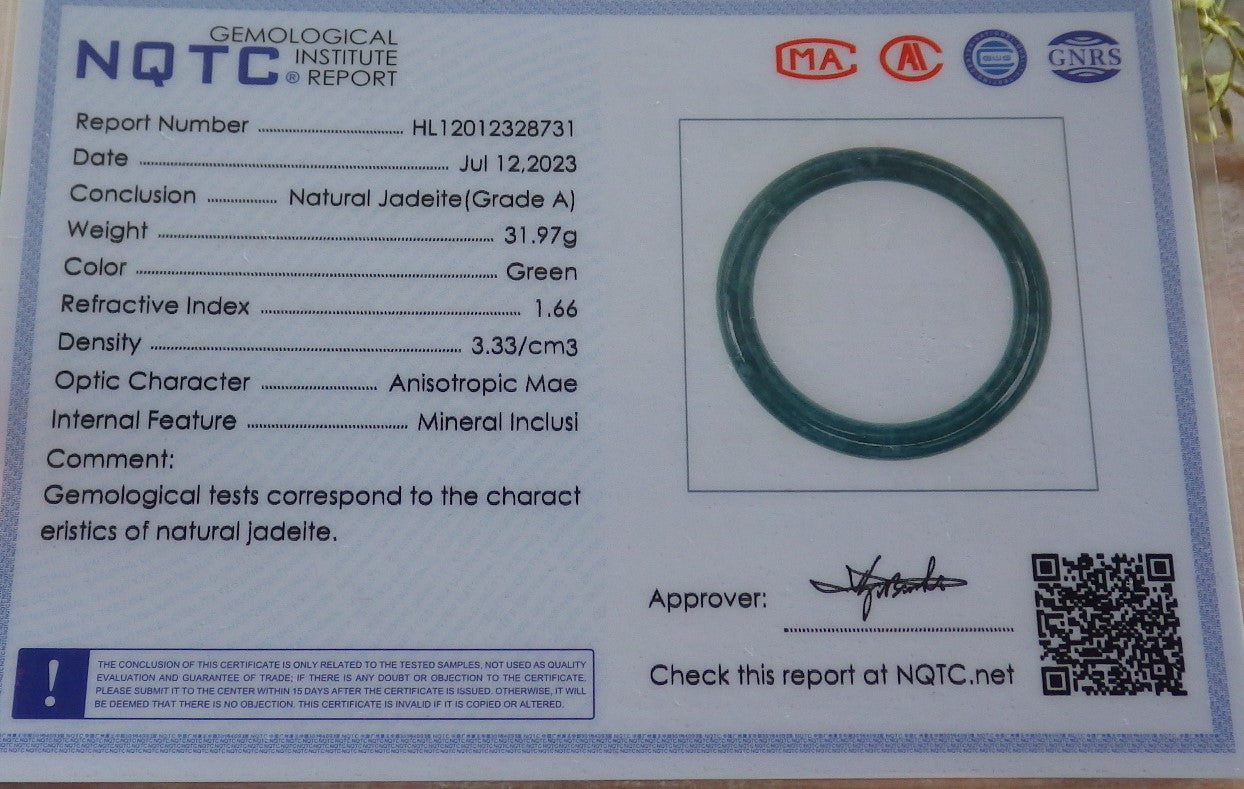 NQTC® GEMOLOGICAL
INSTITUTE
REPORT
MA
GNRS
Report Number ........ HL12012328731
Date ........ Jul 12,2023
Conclusion ........ Natural Jadeite(Grade A)
Weight ........ 31.97g
Color ........ Green
Refractive Index ........ 1.66
Density ........ 3.33/cm3
Optic Character ........ Anisotropic Mae
Internal Feature ........ Mineral Inclusi
Comment:
Gemological tests correspond to the charact
eristics of natural jadeite.
Approver:
Check this report at NQTC.net
!
THE CONCLUSION OF THIS CERTIFICATE IS ONLY RELATED TO THE TESTED SAMPLES, NOT USED AS QUALITY
EVALUATION AND GUARANTEE OF TRADE; IF THERE IS ANY DOUBT OR OBJECTION TO THE CERTIFICATE,
PLEASE SUBMIT IT TO THE CENTER WITHIN 15 DAYS AFTER THE CERTIFICATE IS ISSUED. OTHERWISE, IT WILL
BE DEEMED THAT THERE IS NO OBJECTION. THIS CERTIFICATE IS INVALID IF IT IS COPIED OR ALTERED.